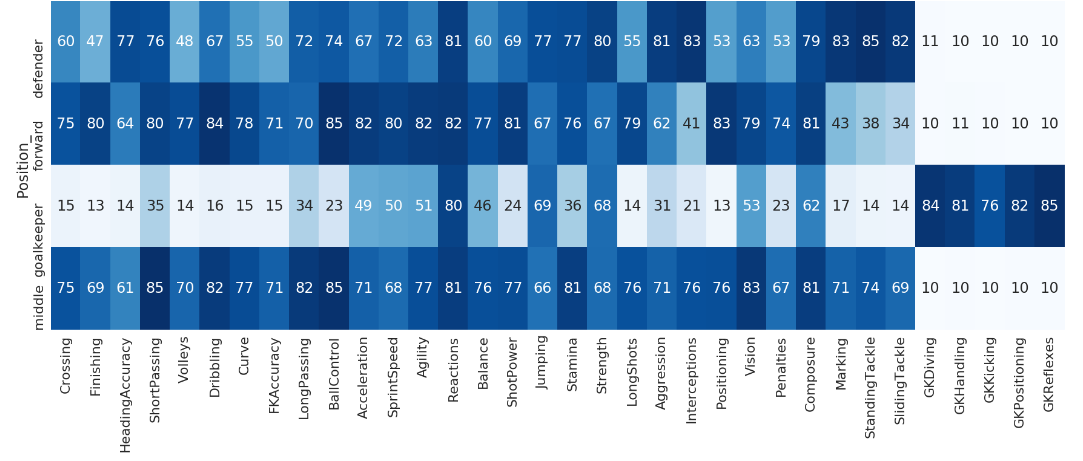 Position_
defender 60 47 77 76 48 67 55 50 72 74 67 72 63 81 60 69 77 77 80 55 81 83 53 63 53 79 83 85 82 11 10 10 10 10
forward 75 80 64 80 77 84 78 71 70 85 82 80 82 82 77 81 67 76 67 79 62 41 83 79 74 81 43 38 34 10 11 10 10 10
goalkeeper 15 13 14 35 14 16 15 15 34 23 49 50 51 80 46 24 69 36 68 14 31 21 13 53 23 62 17 14 14 84 81 76 82 85
middle 75 69 61 85 70 82 77 71 82 85 71 68 77 81 76 77 66 81 68 76 71 76 76 83 67 81 71 74 69 10 10 10 10 10
Crossing
Finishing
HeadingAccuracy
ShortPassing
Volleys
Dribbling
Curve
FKAccuracy
LongPassing
BallControl
Acceleration
SprintSpeed
Agility
Reactions
Balance
ShotPower
Jumping
Stamina
Strength
LongShots
Aggression
Interceptions
Positioning
Vision
Penalties
Composure
Marking
StandingTackle
SlidingTackle
GKDiving
GKHandling
GKKicking
GKPositioning
GKReflexes